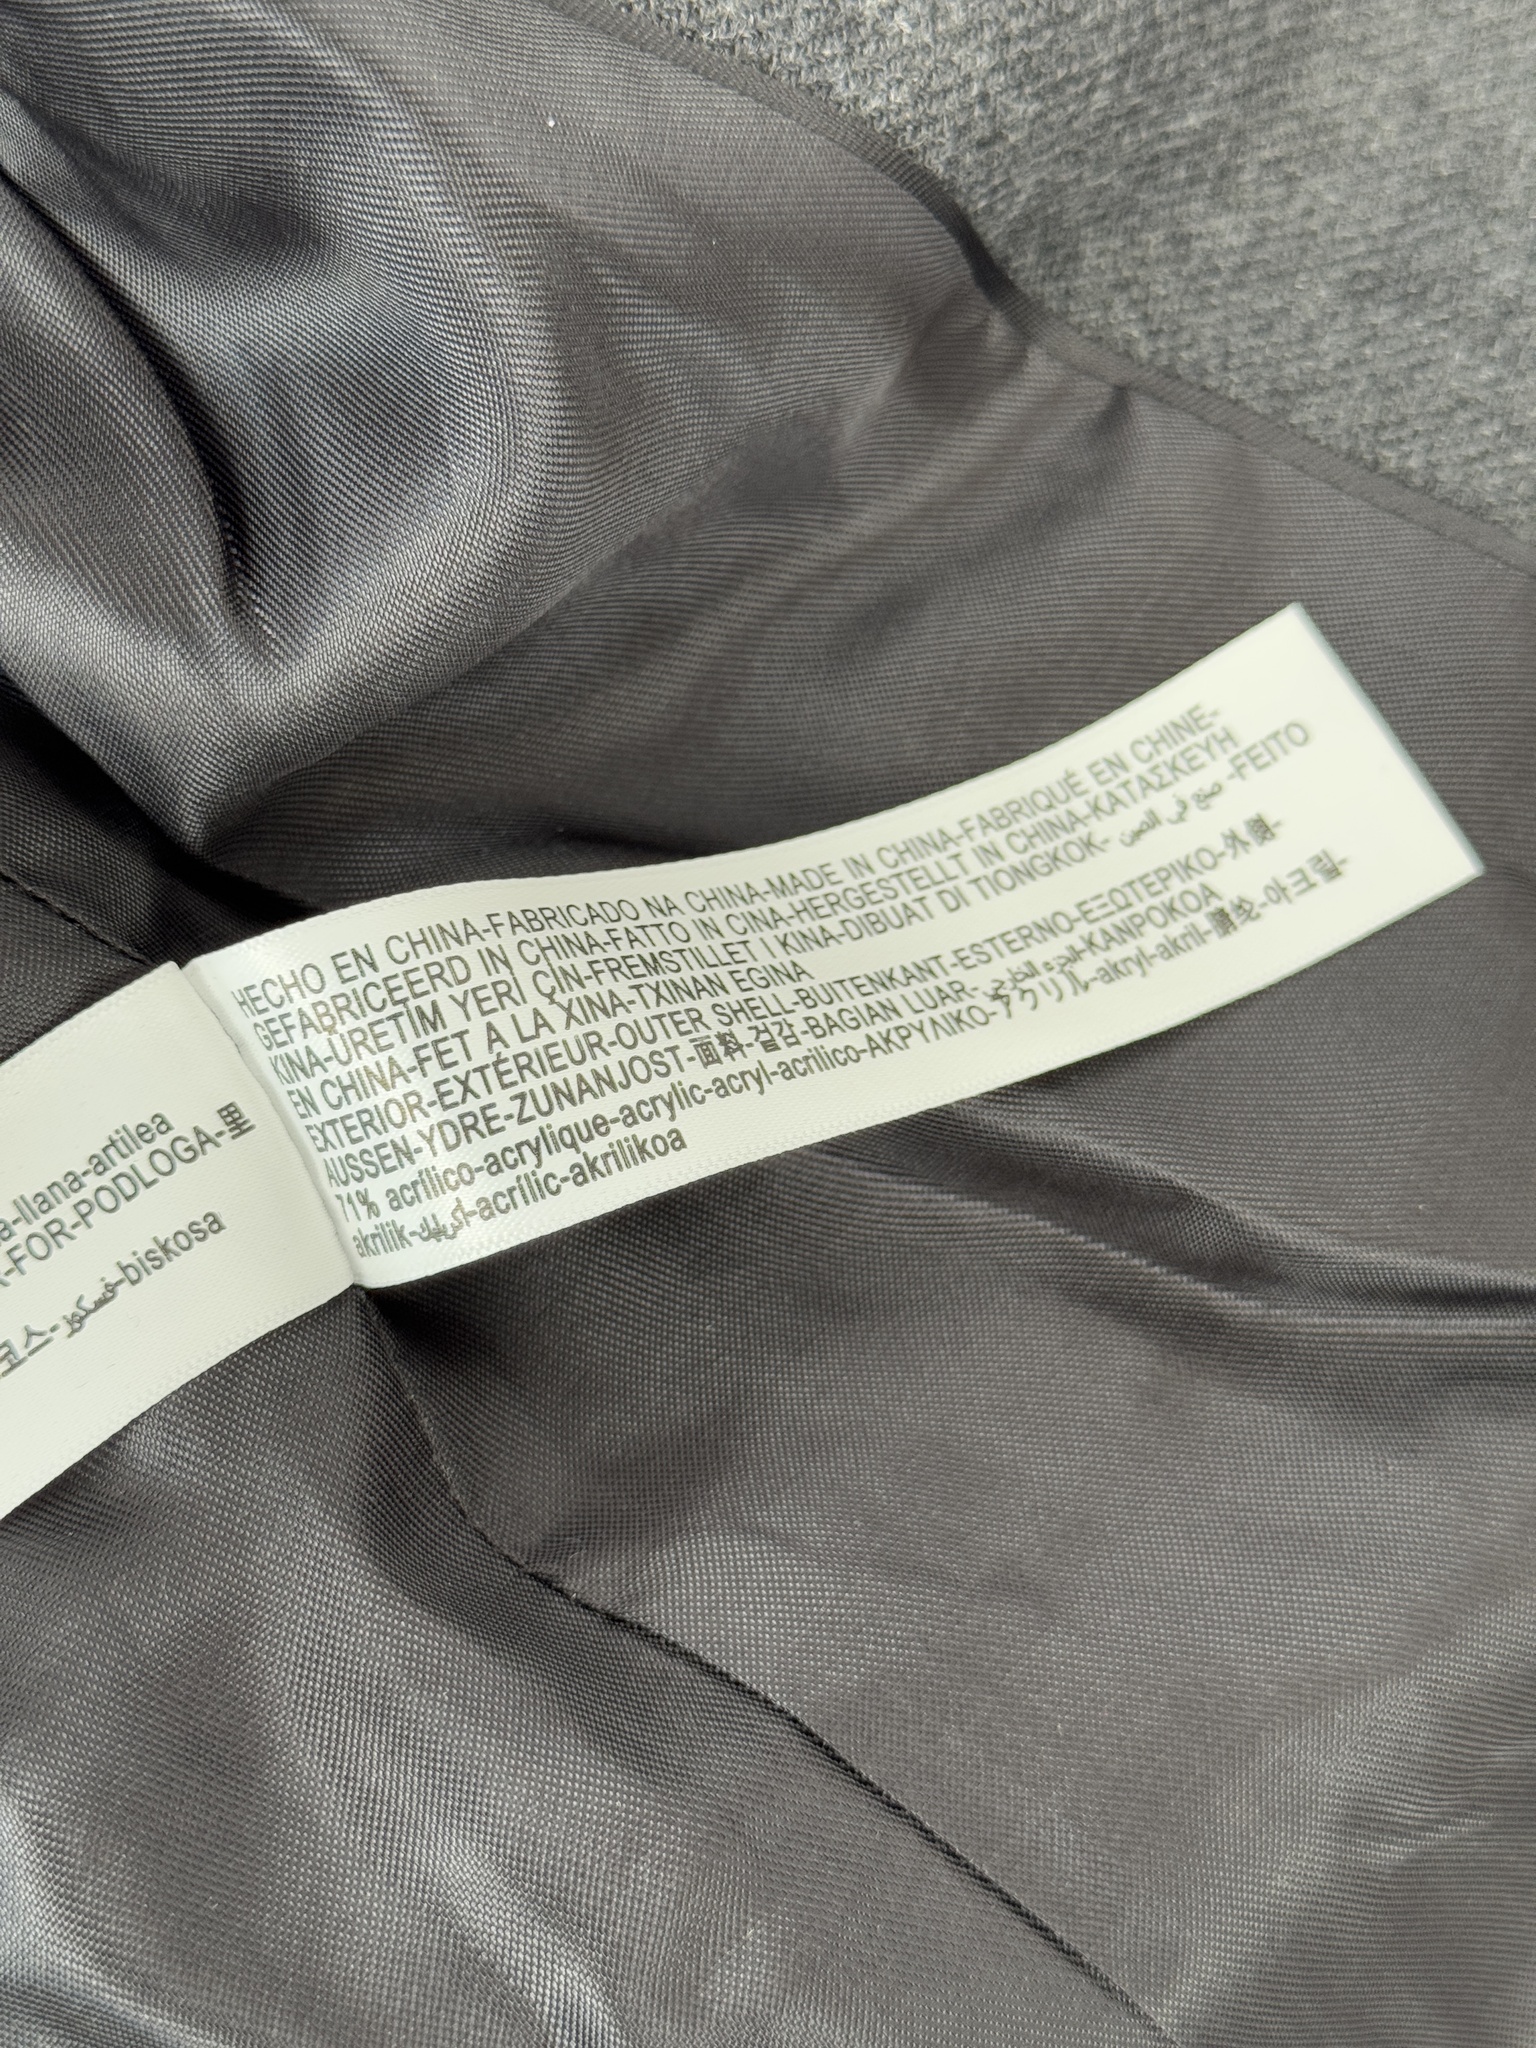 HECHO EN CHINA-FABRICADO NA CHINA-MADE IN CHINA-FABRIQUÉ EN CHINE-
GEFABRICEERD IN CHINA-FATTO IN CINA-HERGESTELLT IN CHINA-ΚΑΤΑΣΚΕΥΗ
KINA-ÜRETİM YERİ ÇİN-FREMSTILLET I KINA-DIBUAT DI TIONGKOK- صنع في الصين -FEITO
EN CHINA-FET A LA XINA-TXINAN EGINA
EXTERIOR-EXTÉRIEUR-OUTER SHELL-BUITENKANT-ESTERNO-ΕΞΩΤΕΡΙΚΟ-外側-
AUSSEN-YDRE-ZUNANJOST-面料-겉감-BAGIAN LUAR-الجزء الخارجي-KANPOKOA
71% acrílico-acrylique-acrylic-acryl-acrilico-ΑΚΡΥΛΙΚΟ-アクリル-akryl-akril-腈纶-아크릴-
akrilik-أكريليك-acrílic-akrilikoa
a-llana-artilea
-FOR-PODLOGA-里
코스-فسكوز-biskosa